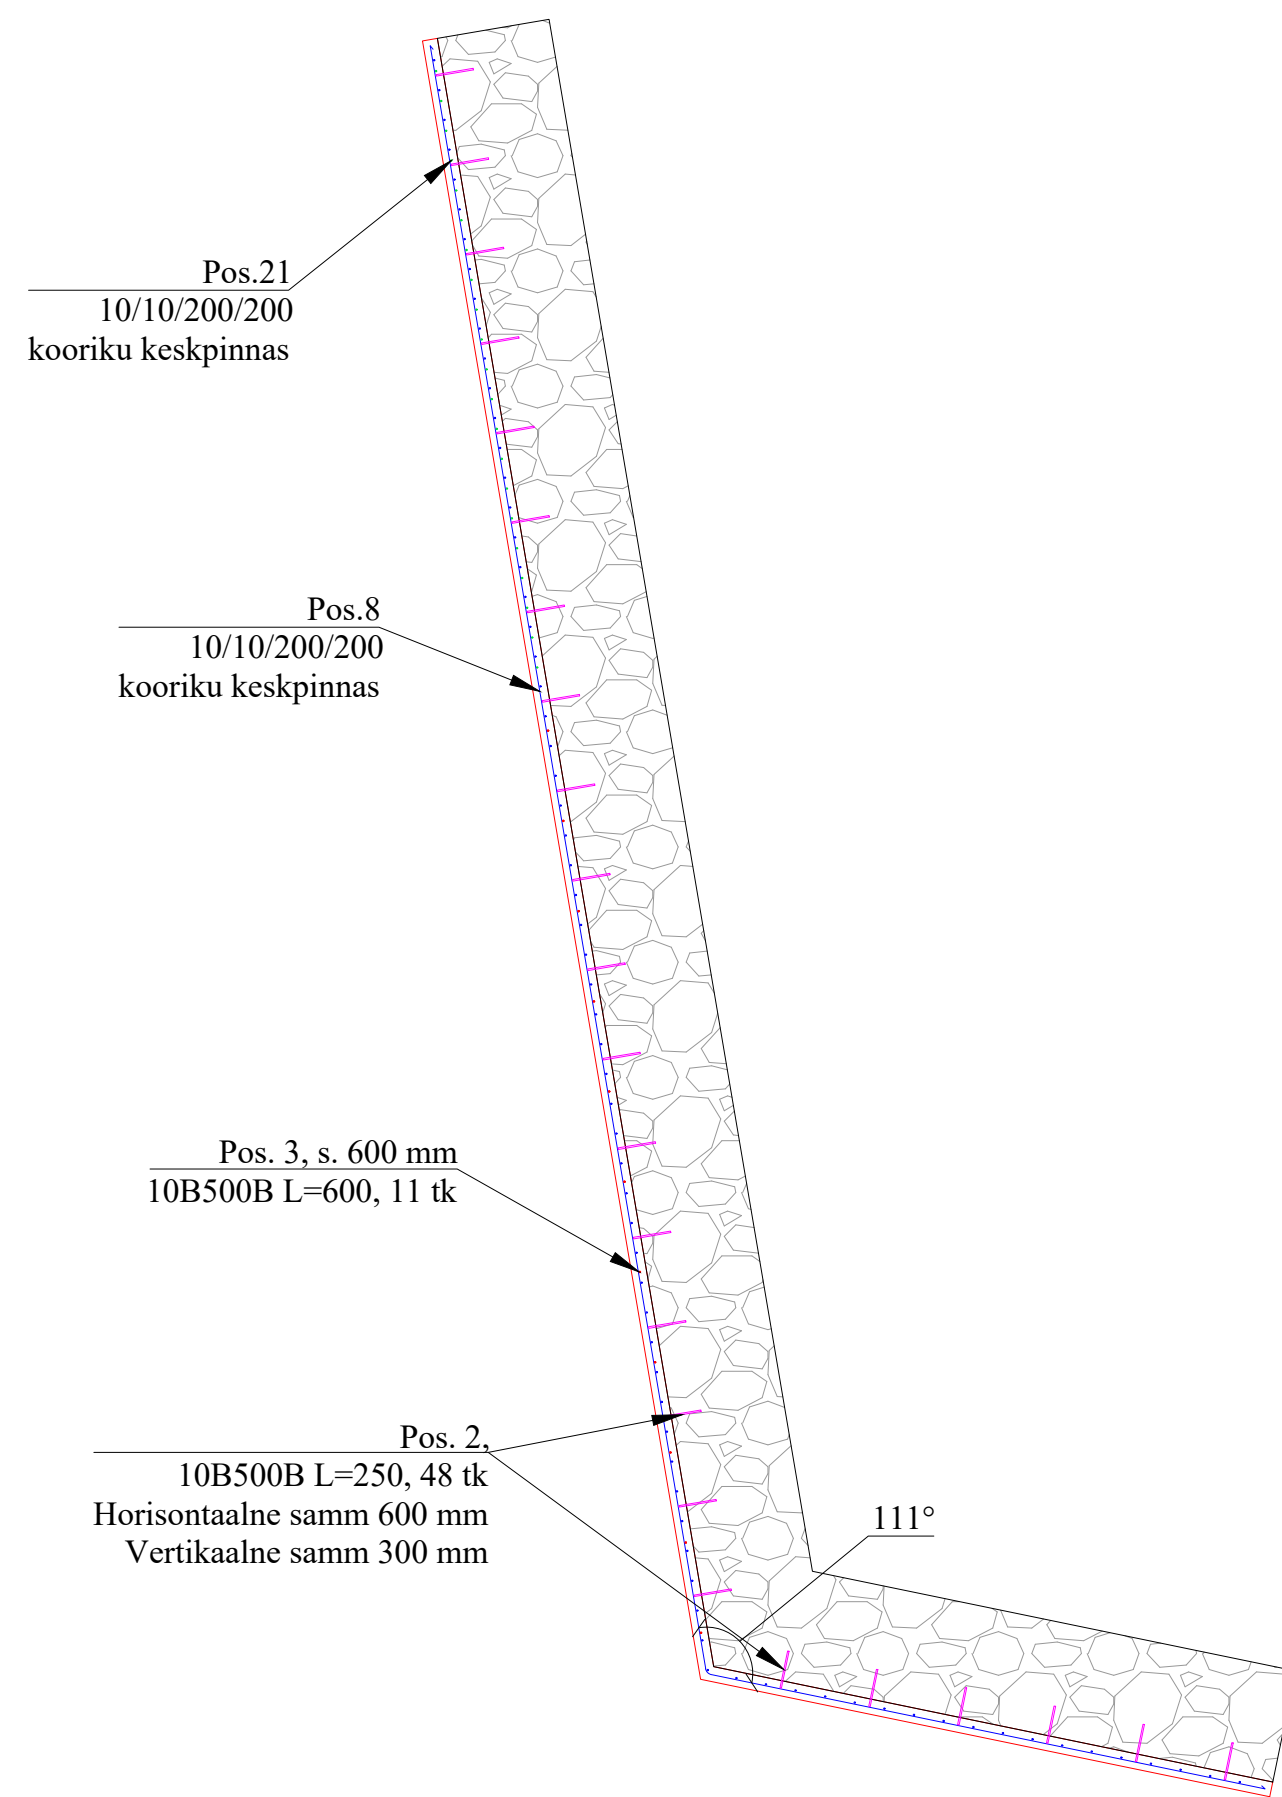 Pos.21
10/10/200/200
kooriku keskpinnas
Pos.8
10/10/200/200
kooriku keskpinnas
Pos. 3, s. 600 mm
10B500B L=600, 11 tk
Pos. 2,
10B500B L=250, 48 tk
Horisontaalne samm 600 mm
Vertikaalne samm 300 mm
111°